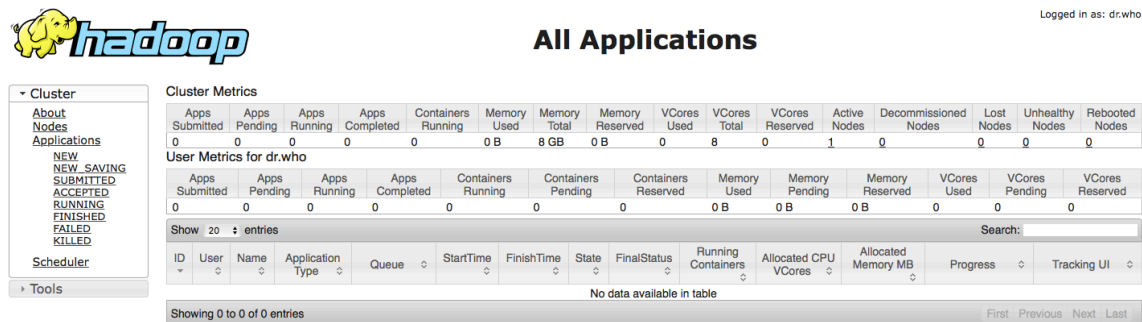 Logged in as: dr.who
hadoop
All Applications
Cluster
About
Nodes
Applications
NEW
NEW_SAVING
SUBMITTED
ACCEPTED
RUNNING
FINISHED
FAILED
KILLED
Scheduler
Tools
Cluster Metrics
Apps Submitted Apps Pending Apps Running Apps Completed Containers Running Memory Used Memory Total Memory Reserved VCores Used VCores Total VCores Reserved Active Nodes Decommissioned Nodes Lost Nodes Unhealthy Nodes Rebooted Nodes
0 0 0 0 0 0 B 8 GB 0 B 0 8 0 1 0 0 0 0
User Metrics for dr.who
Apps Submitted Apps Pending Apps Running Apps Completed Containers Running Containers Pending Containers Reserved Memory Used Memory Pending Memory Reserved VCores Used VCores Pending VCores Reserved
0 0 0 0 0 0 0 0 B 0 B 0 B 0 0 0
Show 20 entries Search:
ID User Name Application Type Queue StartTime FinishTime State FinalStatus Running Containers Allocated CPU VCores Allocated Memory MB Progress Tracking UI
No data available in table
Showing 0 to 0 of 0 entries First Previous Next Last